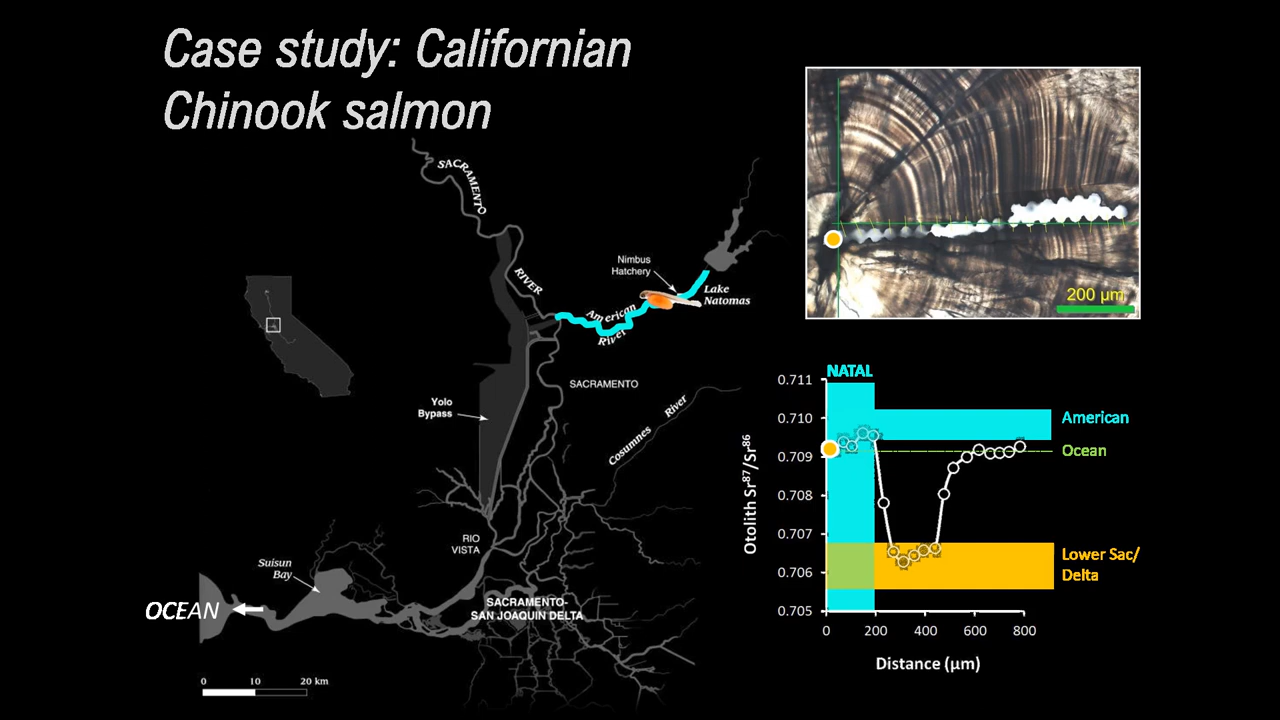 Case study: Californian
Chinook salmon
SACRAMENTO
RIVER
Nimbus
Hatchery
Lake
Natomas
American
River
SACRAMENTO
Yolo
Bypass
Cosumnes River
RIO
VISTA
Suisun
Bay
OCEAN
SACRAMENTO-
SAN JOAQUIN DELTA
0 10 20 km
200 µm
NATAL
0.711
0.710
0.709
0.708
0.707
0.706
0.705
Otolith Sr⁸⁷/Sr⁸⁶
American
Ocean
Lower Sac/
Delta
0 200 400 600 800
Distance (µm)